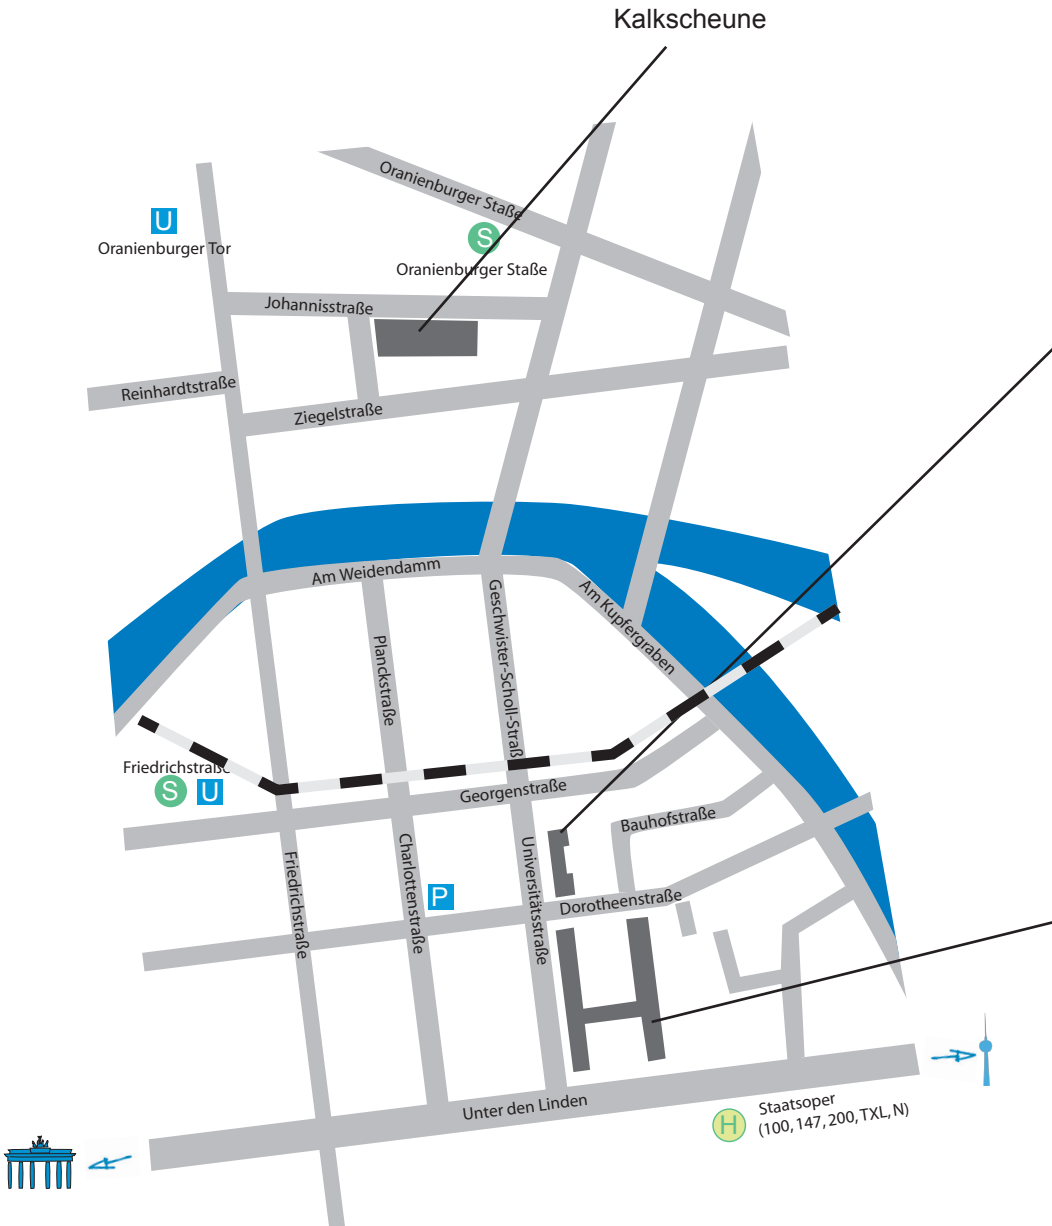 Kalkscheune
Oranienburger Staße
U
Oranienburger Tor
S
Oranienburger Staße
Johannisstraße
Reinhardtstraße
Ziegelstraße
Am Weidendamm
Am Kupfergraben
Geschwister-Scholl-Straß
Planckstraße
Friedrichstraße
S U
Georgenstraße
Bauhofstraße
Friedrichstraße
Charlottenstraße
Universitätsstraße
P
Dorotheenstraße
Unter den Linden
H
Staatsoper
(100, 147, 200, TXL, N)